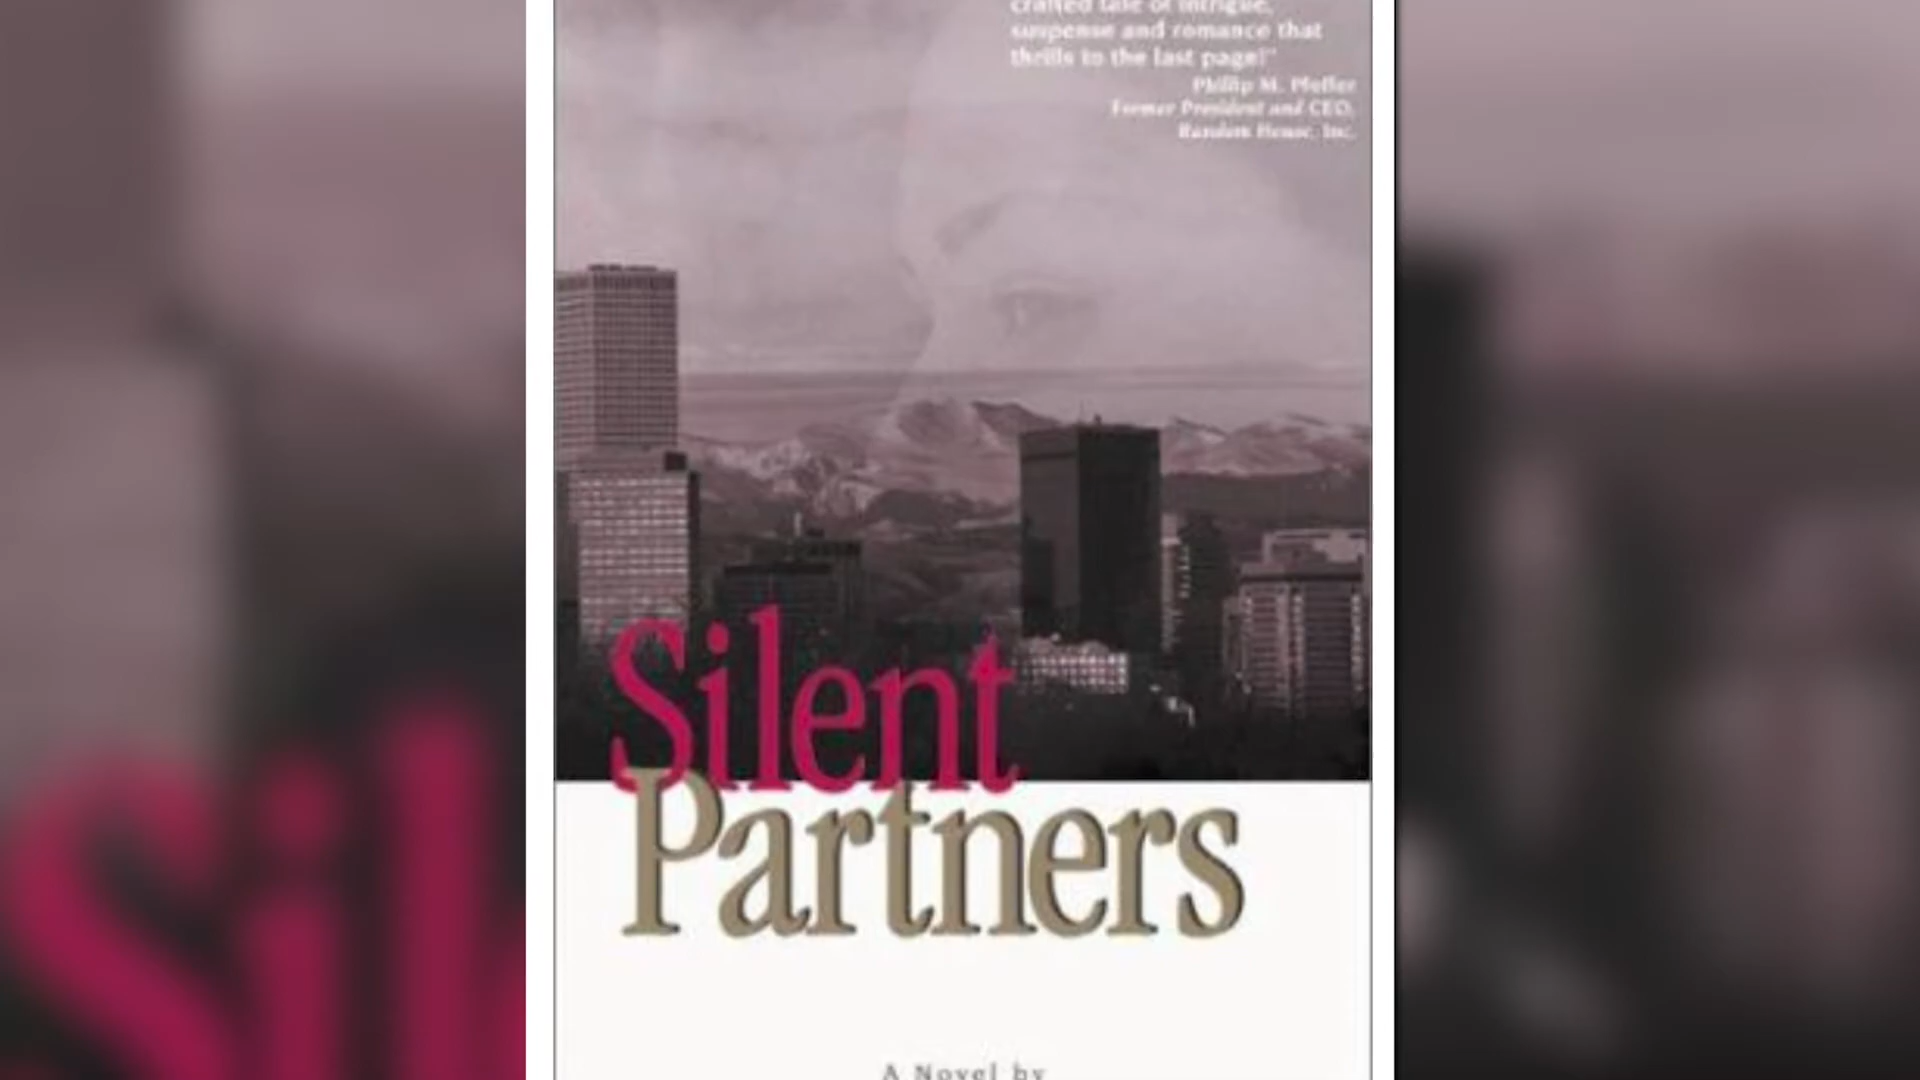 crafted tale of intrigue,
suspense and romance that
thrills to the last page!"
Phillip M. Pfeffer
Former President and CEO,
Random House, Inc.
Silent
Partners
A Novel by
Sil